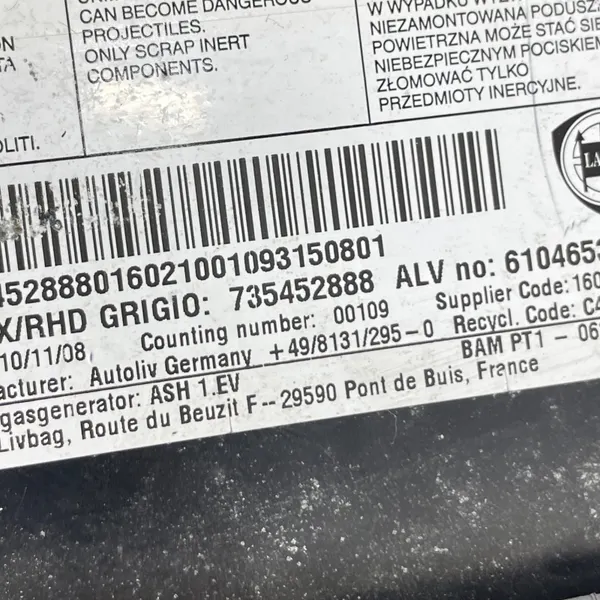 CAN BECOME DANGEROUS
PROJECTILES.
ONLY SCRAP INERT
COMPONENTS.
W WYPADKU
NIEZAMONTOWANA PODUSZ
POWIETRZNA MOŻE STAĆ SIĘ
NIEBEZPIECZNYM POCISKIEM
ZŁOMOWAĆ TYLKO
PRZEDMIOTY INERCYJNE.
ON
TA
OLITI.
LA
452888016021001093150801
X/RHD GRIGIO: 735452888 ALV no: 6104653
10/11/08 Counting number: 00109 Supplier Code: 160
acturer: Autoliv Germany +49/8131/295-0 Recycl. Code: C4
gasgenerator: ASH 1.EV BAM PT1 - 06
Livbag, Route du Beuzit F-- 29590 Pont de Buis, France